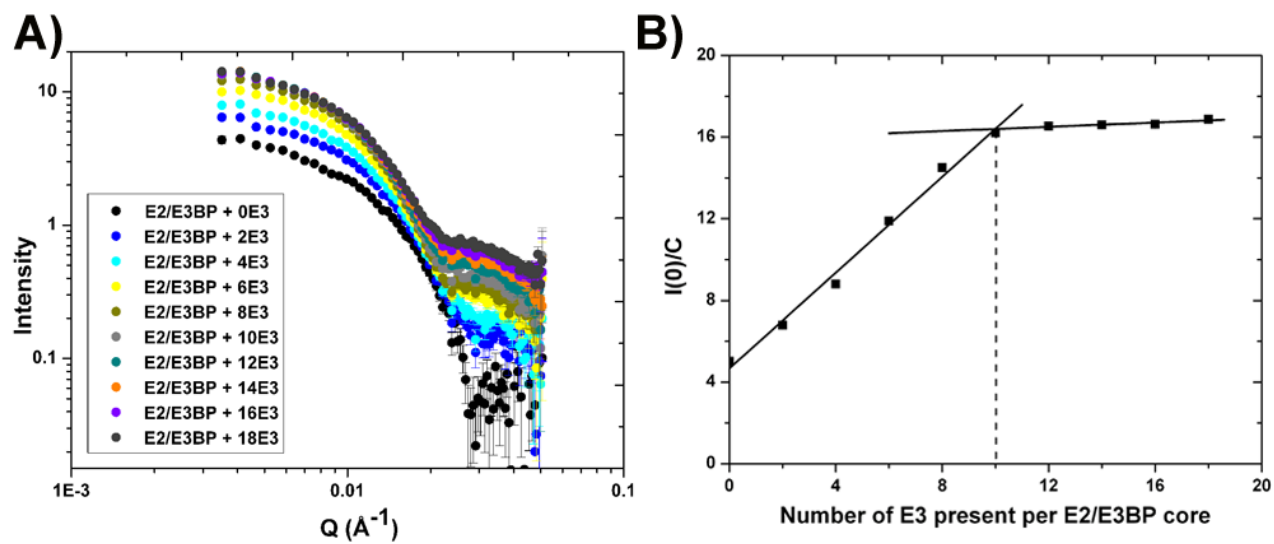 A)
Intensity
10
1
0.1
E2/E3BP + 0E3
E2/E3BP + 2E3
E2/E3BP + 4E3
E2/E3BP + 6E3
E2/E3BP + 8E3
E2/E3BP + 10E3
E2/E3BP + 12E3
E2/E3BP + 14E3
E2/E3BP + 16E3
E2/E3BP + 18E3
1E-3 0.01 0.1
Q (Å⁻¹)
B)
I(0)/C
20
16
12
8
4
0
0 4 8 12 16 20
Number of E3 present per E2/E3BP core